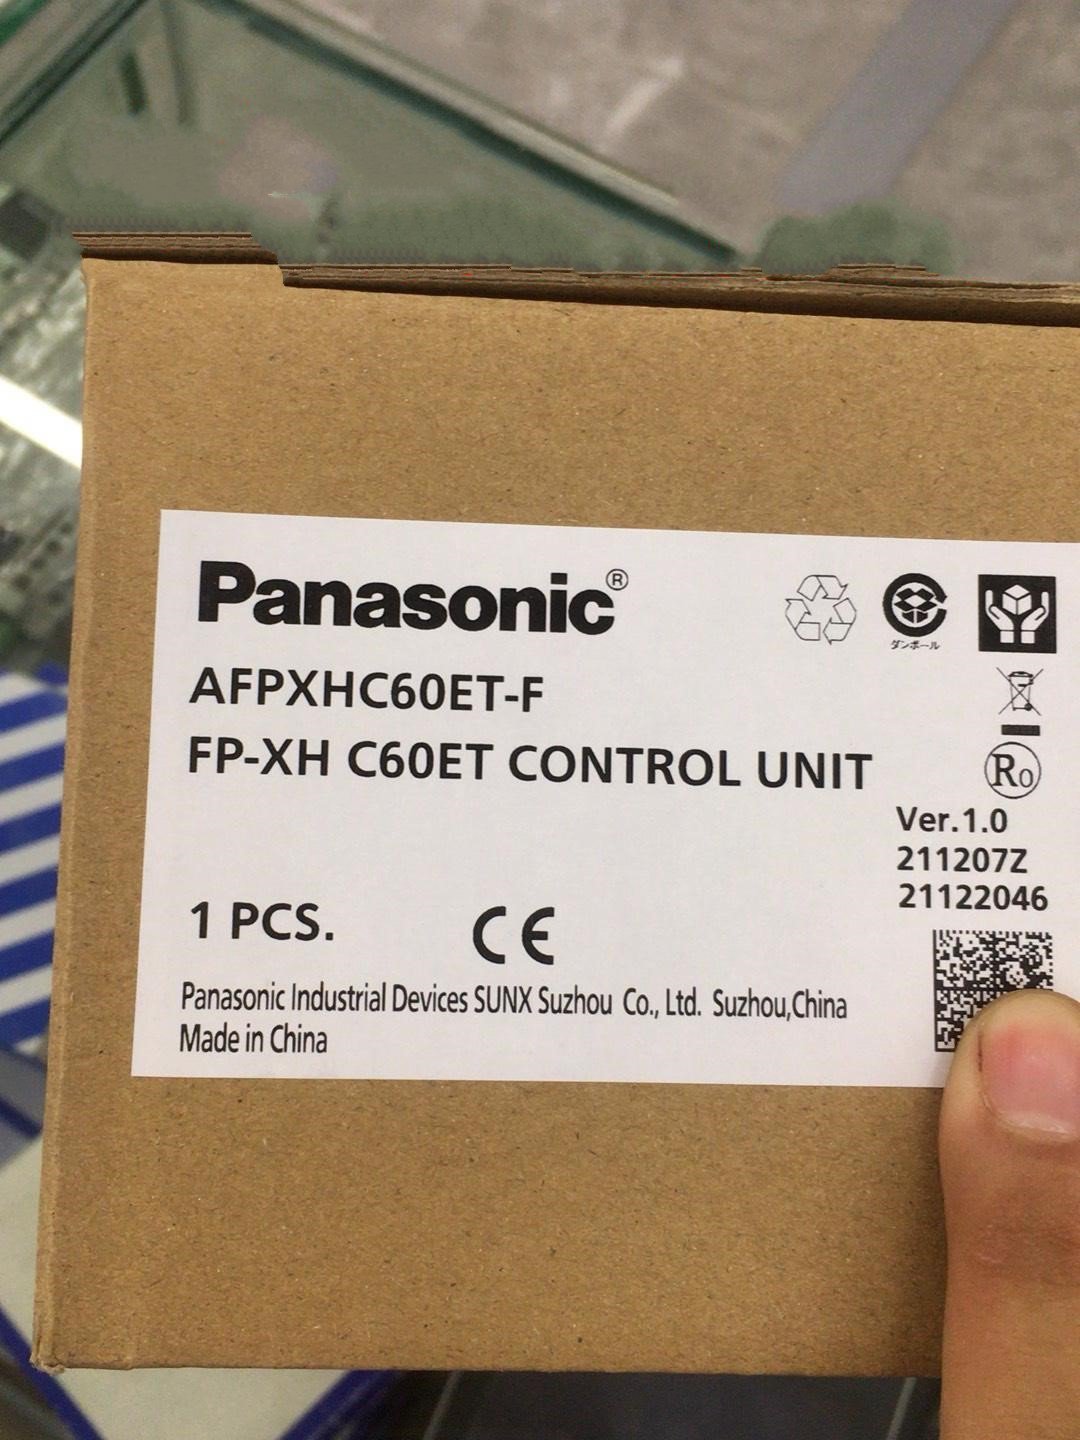 Panasonic®
ダンボール
AFPXHC60ET-F
FP-XH C60ET CONTROL UNIT
R0
Ver.1.0
211207Z
21122046
1 PCS.
CE
Panasonic Industrial Devices SUNX Suzhou Co., Ltd. Suzhou,China
Made in China